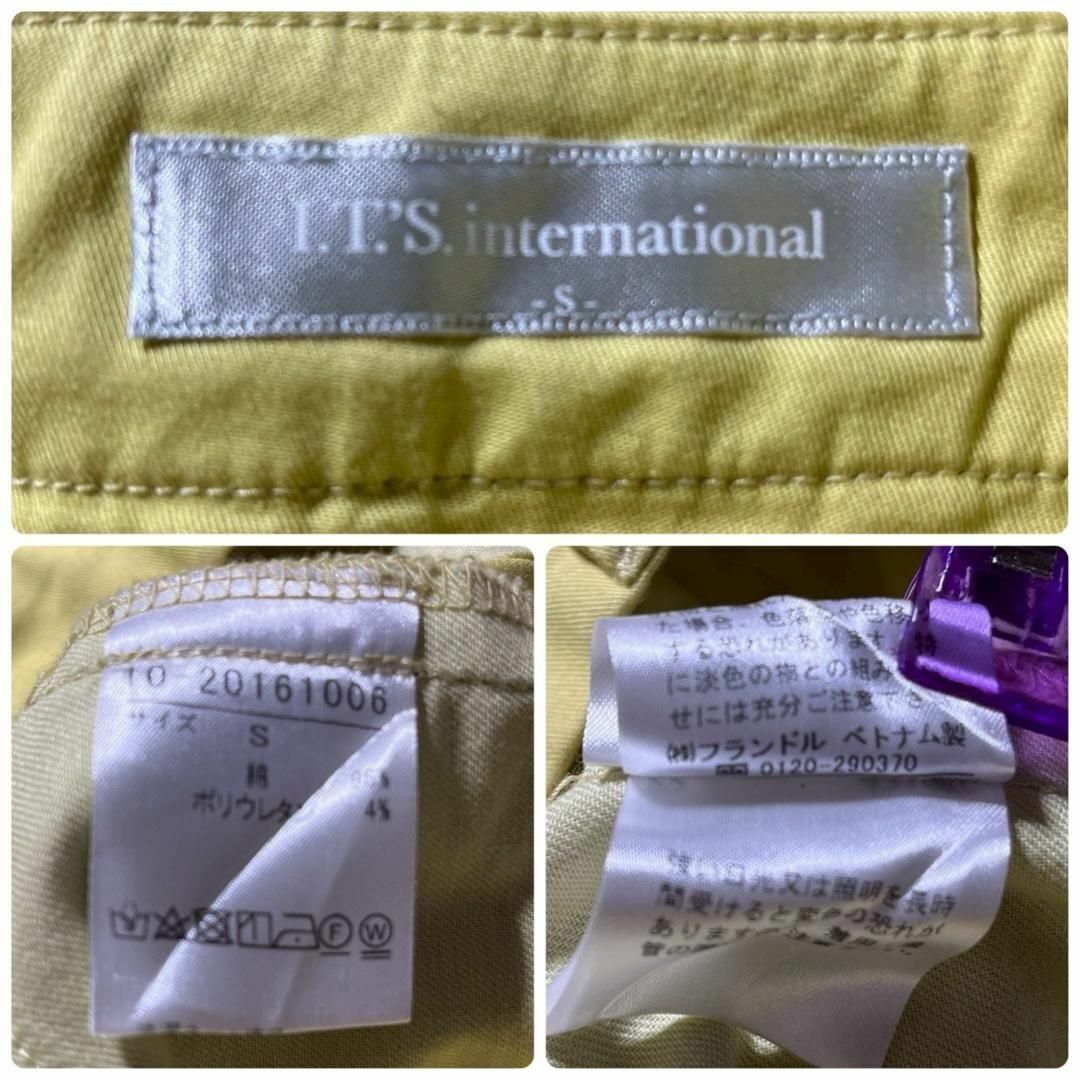 I.T.'S. international
- S -
10 20161006
サイズ S
綿
ポリウレタン 4%
F W
た場合、色落 や色移
する恐れがあります。特
に淡色の物との組み
せには充分ご注意下さ
㈱フランドル ベトナム製
0120-290370
強い日光又は照明を長時
間受けると変色の恐れが
あります